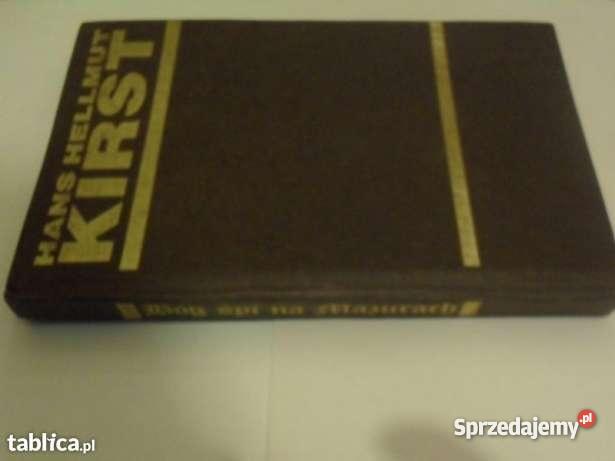 HANS HELLMUT
KIRST
Bóg śpi na Mazurach
tablica.pl
Sprzedajemy.pl